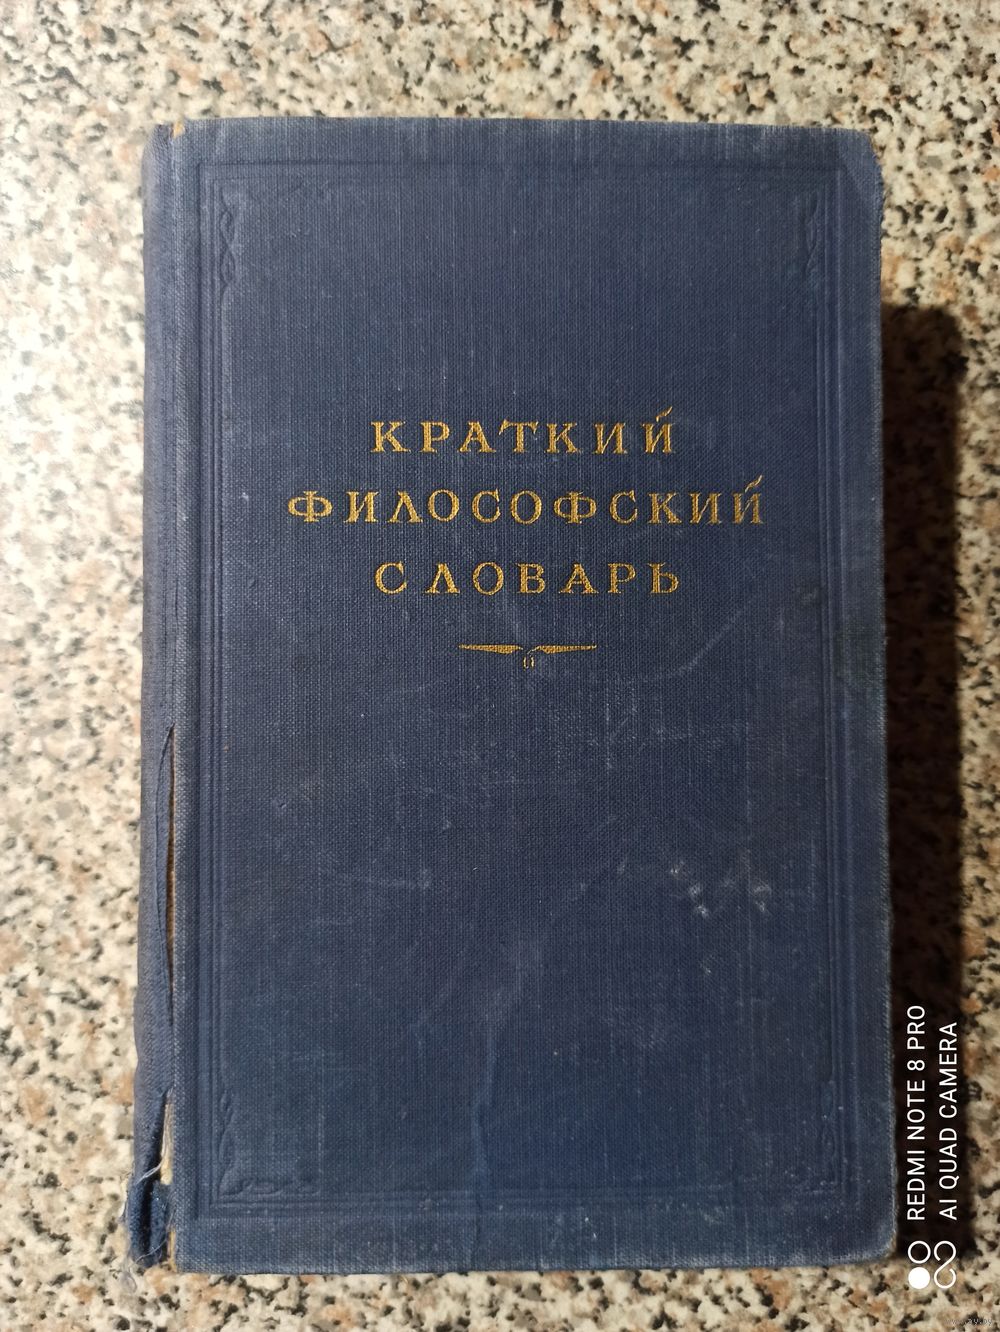 КРАТКИЙ
ФИЛОСОФСКИЙ
СЛОВАРЬ
REDMI NOTE 8 PRO
AI QUAD CAMERA